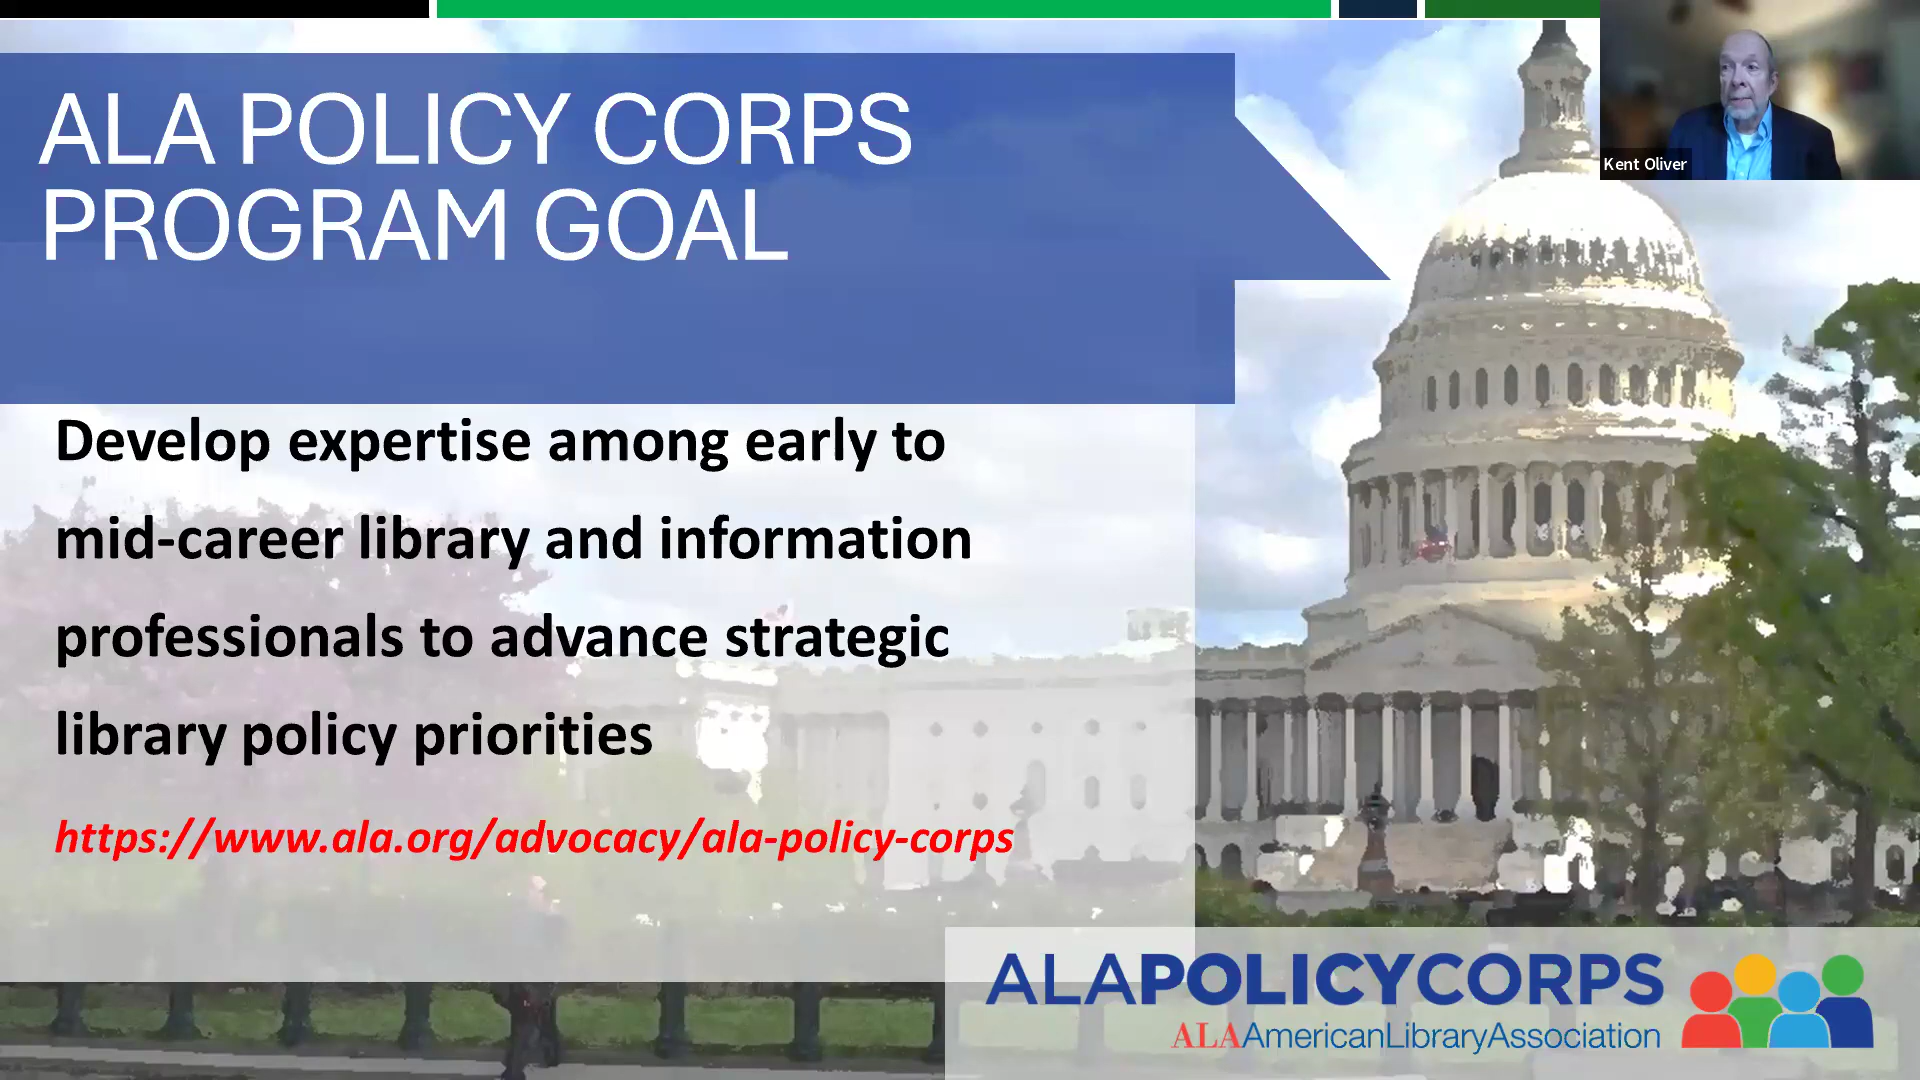 ALA POLICY CORPS
PROGRAM GOAL
Kent Oliver
Develop expertise among early to
mid-career library and information
professionals to advance strategic
library policy priorities
https://www.ala.org/advocacy/ala-policy-corps
ALAPOLICYCORPS
ALAAmericanLibraryAssociation